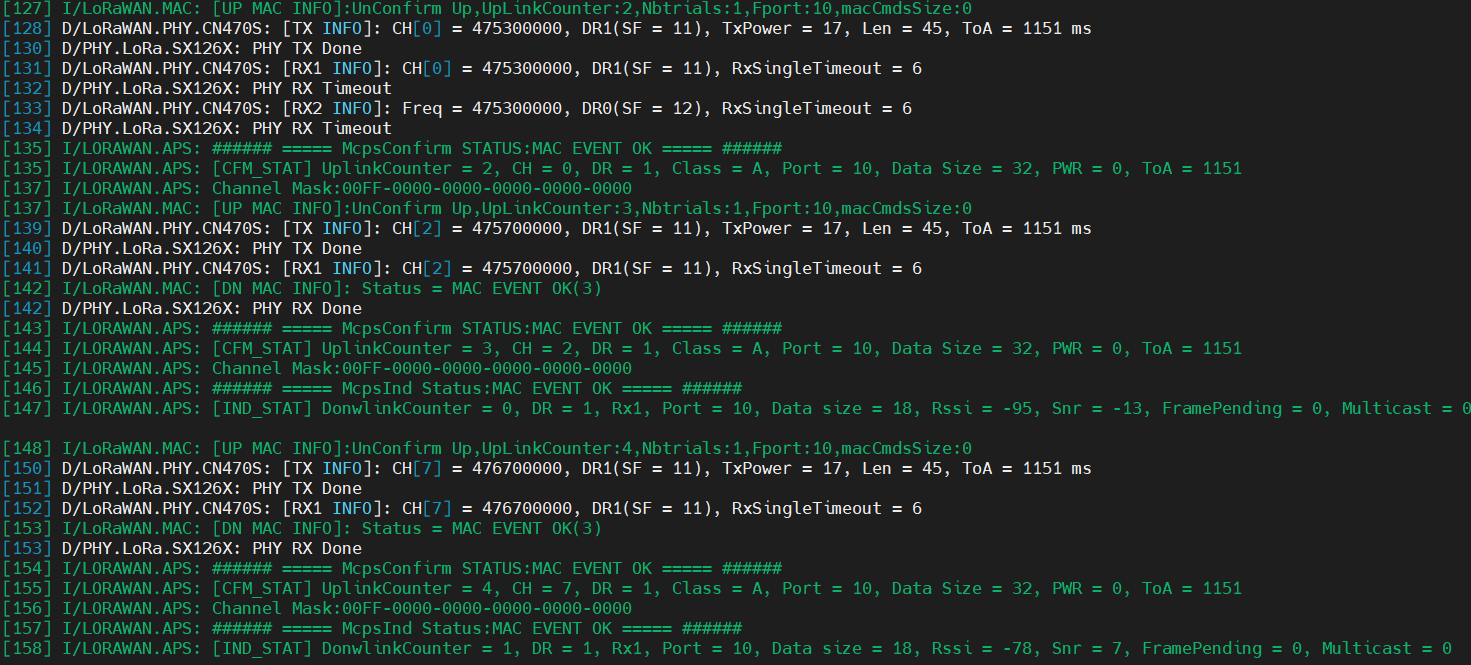 [127] I/LoRaWAN.MAC: [UP MAC INFO]:UnConfirm Up,UpLinkCounter:2,Nbtrials:1,Fport:10,macCmdsSize:0
[128] D/LoRaWAN.PHY.CN470S: [TX INFO]: CH[0] = 475300000, DR1(SF = 11), TxPower = 17, Len = 45, ToA = 1151 ms
[130] D/PHY.LoRa.SX126X: PHY TX Done
[131] D/LoRaWAN.PHY.CN470S: [RX1 INFO]: CH[0] = 475300000, DR1(SF = 11), RxSingleTimeout = 6
[132] D/PHY.LoRa.SX126X: PHY RX Timeout
[133] D/LoRaWAN.PHY.CN470S: [RX2 INFO]: Freq = 475300000, DR0(SF = 12), RxSingleTimeout = 6
[134] D/PHY.LoRa.SX126X: PHY RX Timeout
[135] I/LORAWAN.APS: ###### ===== McpsConfirm STATUS:MAC EVENT OK ===== ######
[135] I/LORAWAN.APS: [CFM_STAT] UplinkCounter = 2, CH = 0, DR = 1, Class = A, Port = 10, Data Size = 32, PWR = 0, ToA = 1151
[137] I/LORAWAN.APS: Channel Mask:00FF-0000-0000-0000-0000-0000
[137] I/LoRaWAN.MAC: [UP MAC INFO]:UnConfirm Up,UpLinkCounter:3,Nbtrials:1,Fport:10,macCmdsSize:0
[139] D/LoRaWAN.PHY.CN470S: [TX INFO]: CH[2] = 475700000, DR1(SF = 11), TxPower = 17, Len = 45, ToA = 1151 ms
[140] D/PHY.LoRa.SX126X: PHY TX Done
[141] D/LoRaWAN.PHY.CN470S: [RX1 INFO]: CH[2] = 475700000, DR1(SF = 11), RxSingleTimeout = 6
[142] I/LoRaWAN.MAC: [DN MAC INFO]: Status = MAC EVENT OK(3)
[142] D/PHY.LoRa.SX126X: PHY RX Done
[143] I/LORAWAN.APS: ###### ===== McpsConfirm STATUS:MAC EVENT OK ===== ######
[144] I/LORAWAN.APS: [CFM_STAT] UplinkCounter = 3, CH = 2, DR = 1, Class = A, Port = 10, Data Size = 32, PWR = 0, ToA = 1151
[145] I/LORAWAN.APS: Channel Mask:00FF-0000-0000-0000-0000-0000
[146] I/LORAWAN.APS: ###### ===== McpsInd Status:MAC EVENT OK ===== ######
[147] I/LORAWAN.APS: [IND_STAT] DonwlinkCounter = 0, DR = 1, Rx1, Port = 10, Data size = 18, Rssi = -95, Snr = -13, FramePending = 0, Multicast = 0
[148] I/LoRaWAN.MAC: [UP MAC INFO]:UnConfirm Up,UpLinkCounter:4,Nbtrials:1,Fport:10,macCmdsSize:0
[150] D/LoRaWAN.PHY.CN470S: [TX INFO]: CH[7] = 476700000, DR1(SF = 11), TxPower = 17, Len = 45, ToA = 1151 ms
[151] D/PHY.LoRa.SX126X: PHY TX Done
[152] D/LoRaWAN.PHY.CN470S: [RX1 INFO]: CH[7] = 476700000, DR1(SF = 11), RxSingleTimeout = 6
[153] I/LoRaWAN.MAC: [DN MAC INFO]: Status = MAC EVENT OK(3)
[153] D/PHY.LoRa.SX126X: PHY RX Done
[154] I/LORAWAN.APS: ###### ===== McpsConfirm STATUS:MAC EVENT OK ===== ######
[155] I/LORAWAN.APS: [CFM_STAT] UplinkCounter = 4, CH = 7, DR = 1, Class = A, Port = 10, Data Size = 32, PWR = 0, ToA = 1151
[156] I/LORAWAN.APS: Channel Mask:00FF-0000-0000-0000-0000-0000
[157] I/LORAWAN.APS: ###### ===== McpsInd Status:MAC EVENT OK ===== ######
[158] I/LORAWAN.APS: [IND_STAT] DonwlinkCounter = 1, DR = 1, Rx1, Port = 10, Data size = 18, Rssi = -78, Snr = 7, FramePending = 0, Multicast = 0